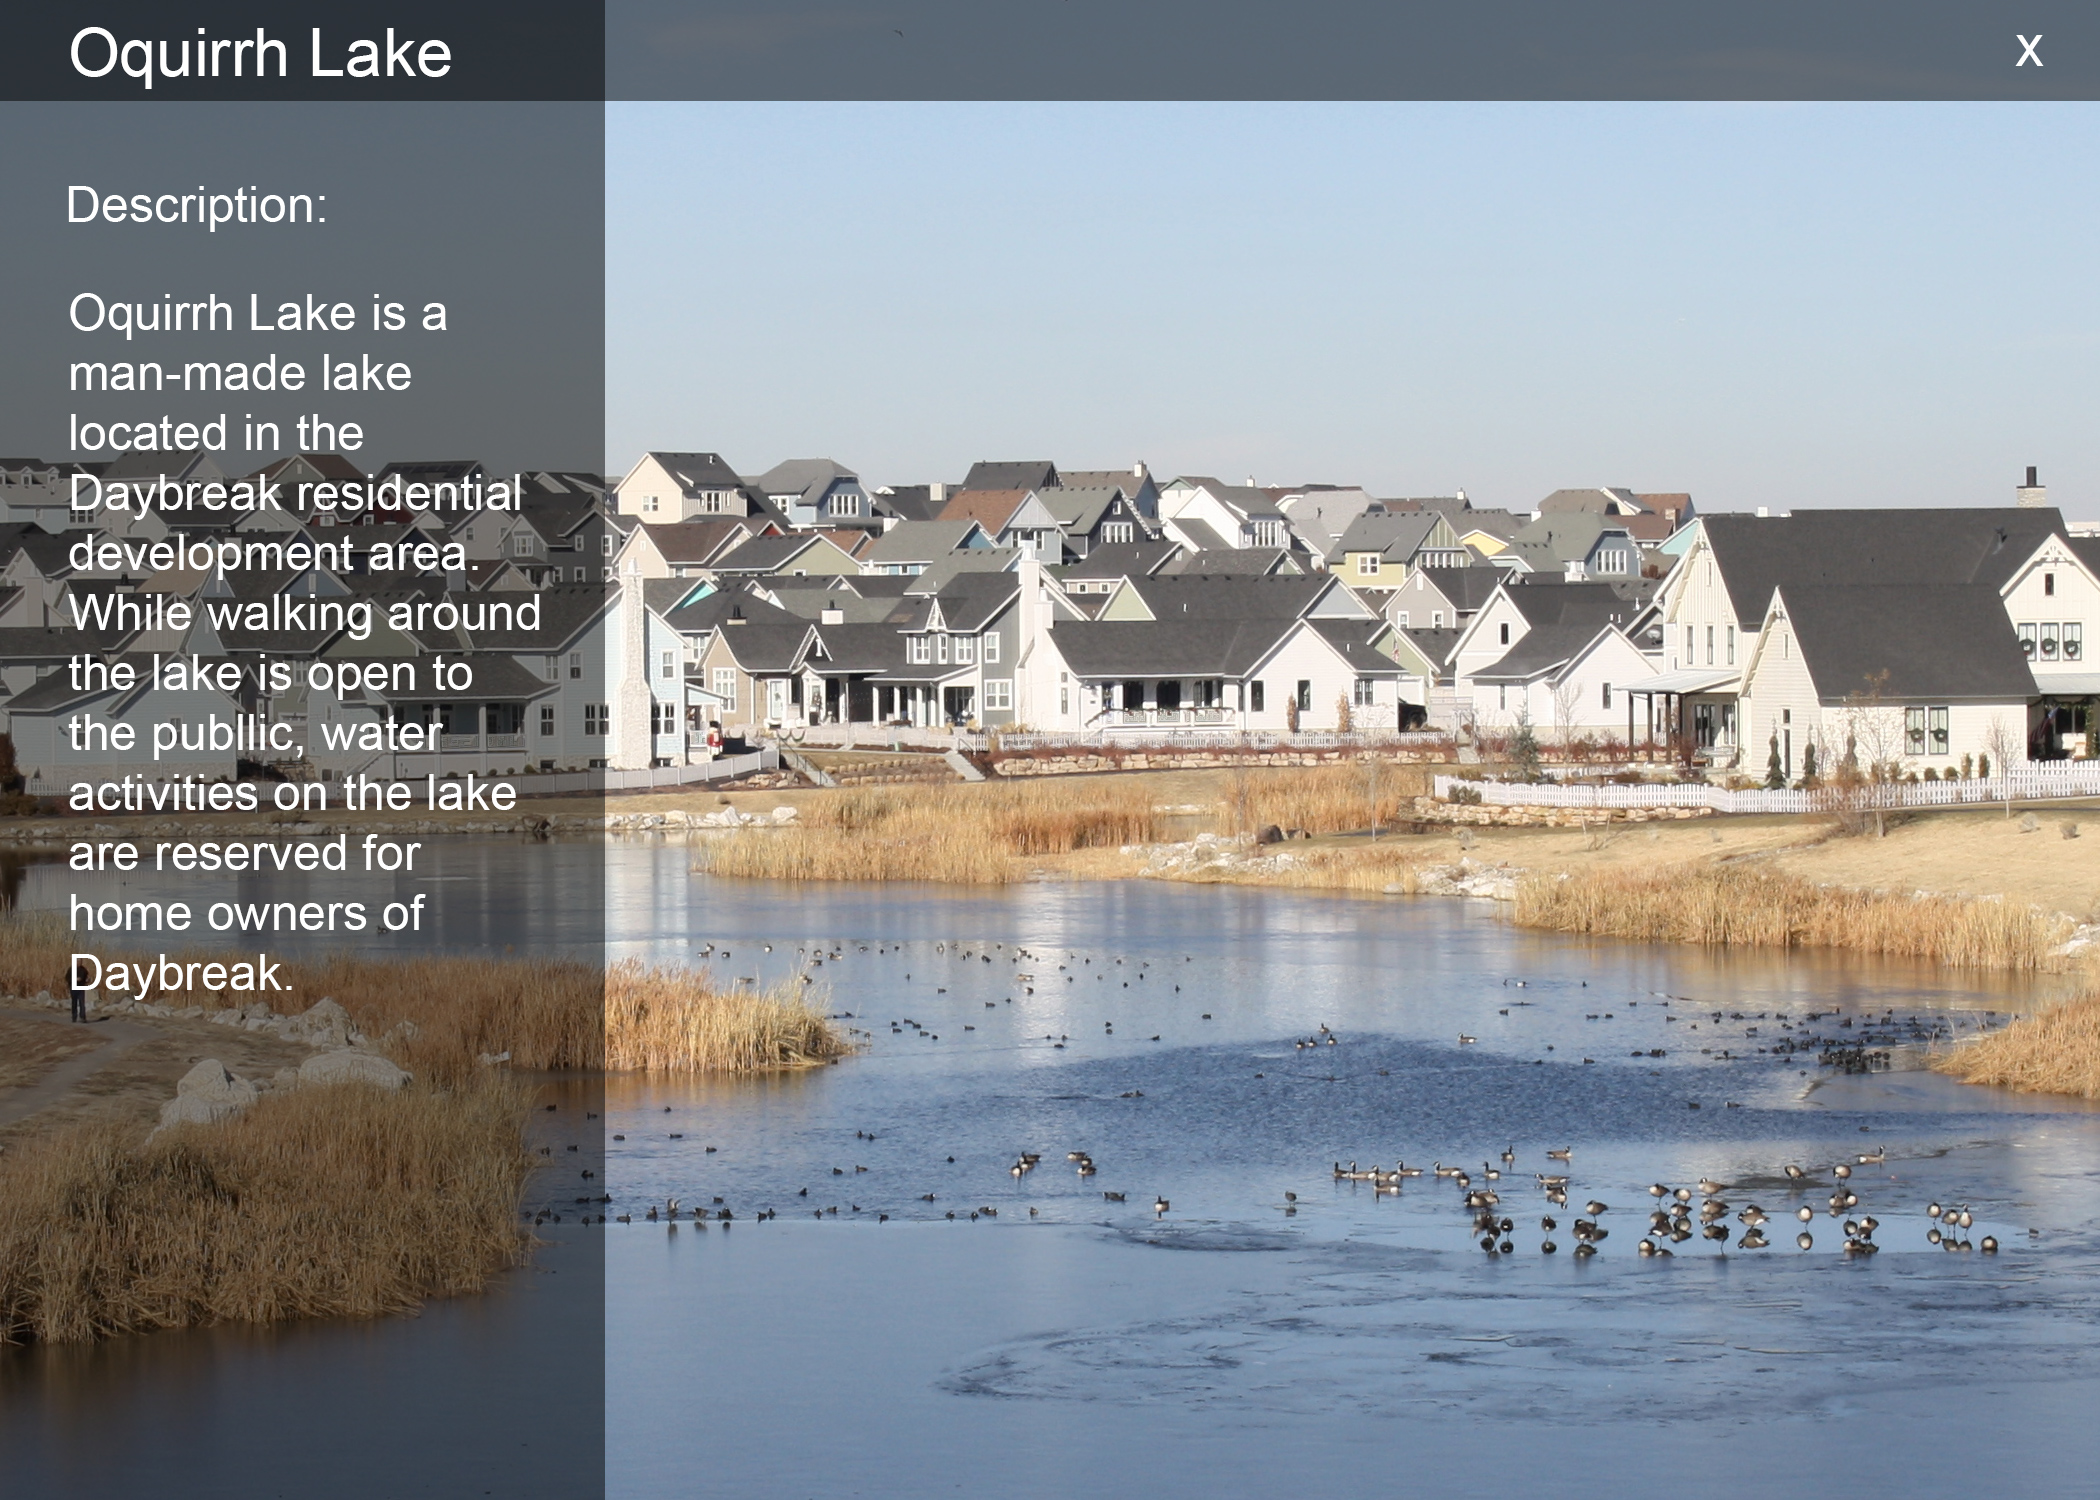 Oquirrh Lake
x
Description:
Oquirrh Lake is a
man-made lake
located in the
Daybreak residential
development area.
While walking around
the lake is open to
the publlic, water
activities on the lake
are reserved for
home owners of
Daybreak.